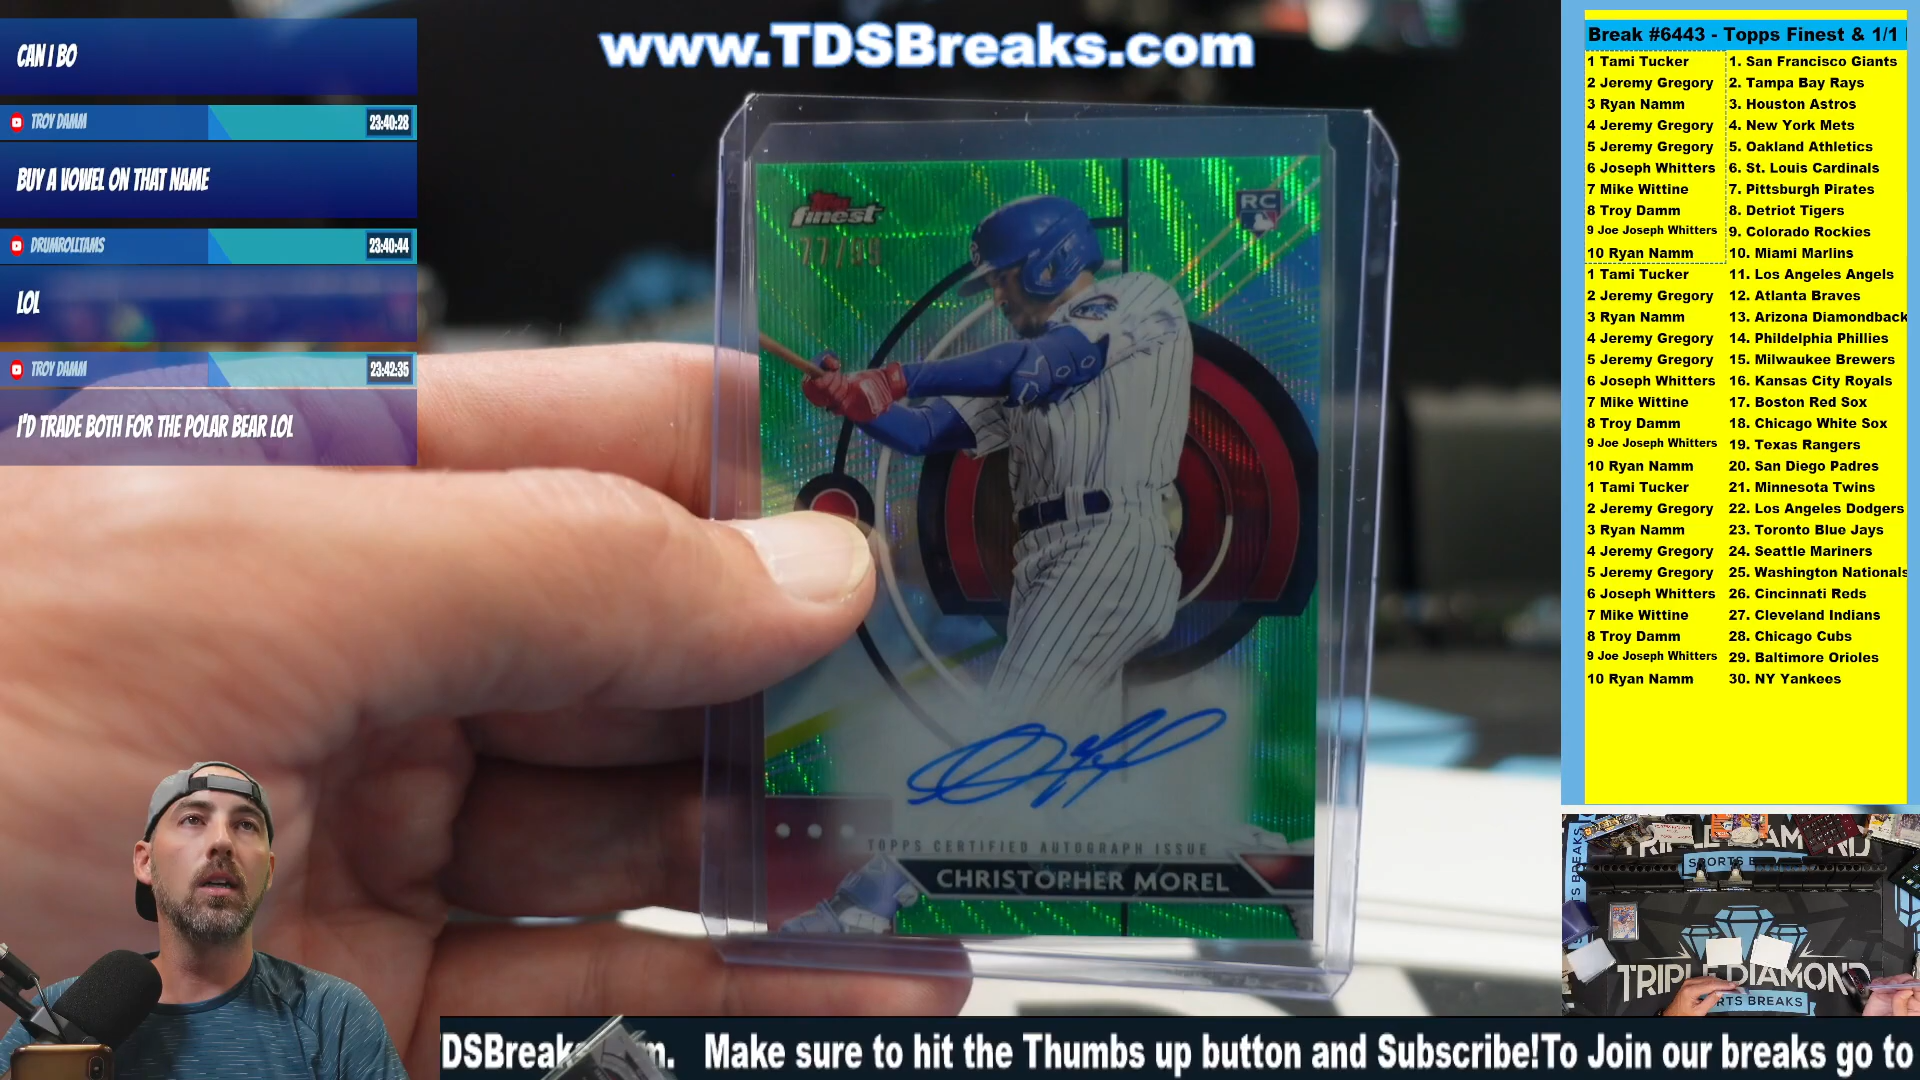 www.TDSBreaks.com
CAN I BO
TROY DAMM 23:40:28
BUY A VOWEL ON THAT NAME
DRUMROLLTAMS 23:40:44
LOL
TROY DAMM 23:42:35
I'D TRADE BOTH FOR THE POLAR BEAR LOL
Topps
finest
77/99
RC
TOPPS CERTIFIED AUTOGRAPH ISSUE
CHRISTOPHER MOREL
Break #6443 - Topps Finest & 1/1
1 Tami Tucker 1. San Francisco Giants
2 Jeremy Gregory 2. Tampa Bay Rays
3 Ryan Namm 3. Houston Astros
4 Jeremy Gregory 4. New York Mets
5 Jeremy Gregory 5. Oakland Athletics
6 Joseph Whitters 6. St. Louis Cardinals
7 Mike Wittine 7. Pittsburgh Pirates
8 Troy Damm 8. Detriot Tigers
9 Joe Joseph Whitters 9. Colorado Rockies
10 Ryan Namm 10. Miami Marlins
1 Tami Tucker 11. Los Angeles Angels
2 Jeremy Gregory 12. Atlanta Braves
3 Ryan Namm 13. Arizona Diamondback
4 Jeremy Gregory 14. Phildelphia Phillies
5 Jeremy Gregory 15. Milwaukee Brewers
6 Joseph Whitters 16. Kansas City Royals
7 Mike Wittine 17. Boston Red Sox
8 Troy Damm 18. Chicago White Sox
9 Joe Joseph Whitters 19. Texas Rangers
10 Ryan Namm 20. San Diego Padres
1 Tami Tucker 21. Minnesota Twins
2 Jeremy Gregory 22. Los Angeles Dodgers
3 Ryan Namm 23. Toronto Blue Jays
4 Jeremy Gregory 24. Seattle Mariners
5 Jeremy Gregory 25. Washington Nationals
6 Joseph Whitters 26. Cincinnati Reds
7 Mike Wittine 27. Cleveland Indians
8 Troy Damm 28. Chicago Cubs
9 Joe Joseph Whitters 29. Baltimore Orioles
10 Ryan Namm 30. NY Yankees
TRIPLE DIAMOND
SPORTS
TRIPLE DIAMOND
RTS BREAKS
DSBreak m. Make sure to hit the Thumbs up button and Subscribe!To Join our breaks go to